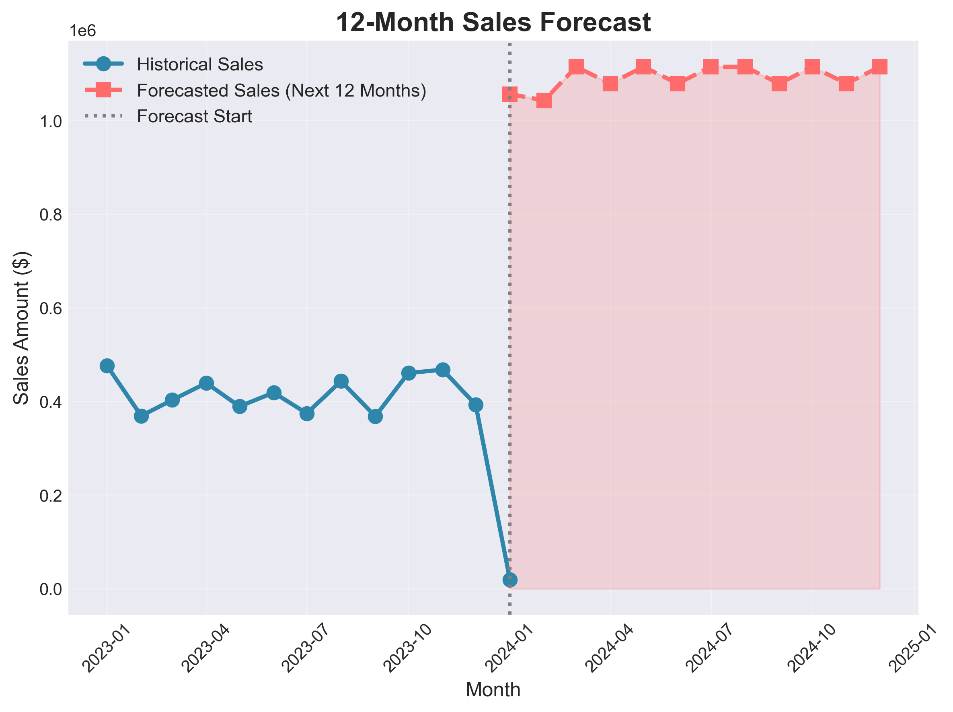 12-Month Sales Forecast
1e6
Historical Sales
Forecasted Sales (Next 12 Months)
Forecast Start
Sales Amount ($)
1.0
0.8
0.6
0.4
0.2
0.0
2023-01
2023-04
2023-07
2023-10
2024-01
2024-04
2024-07
2024-10
2025-01
Month